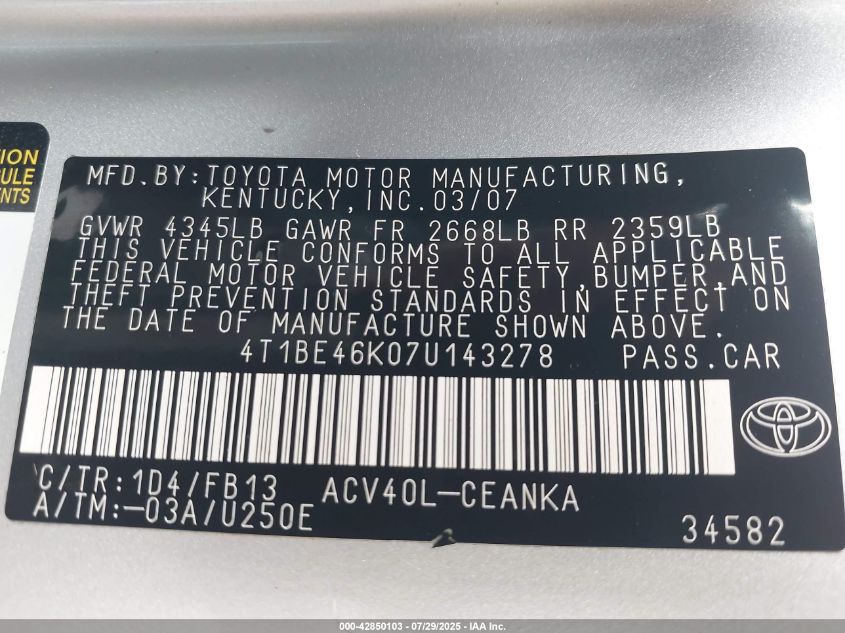 TION
ULE
ENTS
MFD.BY:TOYOTA MOTOR MANUFACTURING,
KENTUCKY,INC.03/07
GVWR 4345LB GAWR FR 2668LB RR 2359LB
THIS VEHICLE CONFORMS TO ALL APPLICABLE
FEDERAL MOTOR VEHICLE SAFETY,BUMPER,AND
THEFT PREVENTION STANDARDS IN EFFECT ON
THE DATE OF MANUFACTURE SHOWN ABOVE.
4T1BE46K07U143278 PASS.CAR
C/TR:1D4/FB13 ACV40L-CEANKA
A/TM:-03A/U250E
34582
000-42850103 | 07/29/2025 - IAA Inc.